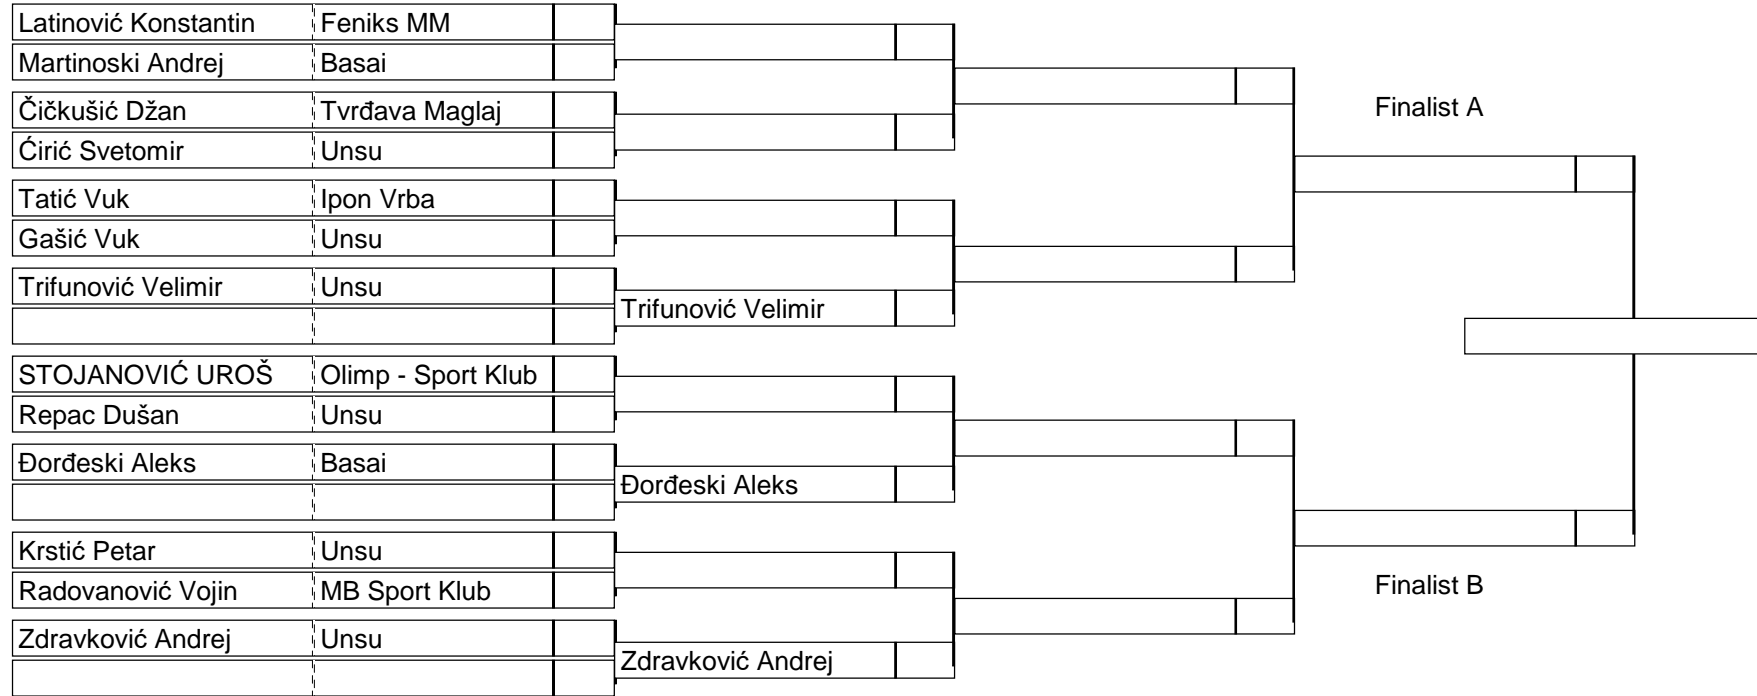 Latinović Konstantin Feniks MM
Martinoski Andrej Basai
Čičkušić Džan Tvrđava Maglaj
Finalist A
Ćirić Svetomir Unsu
Tatić Vuk Ipon Vrba
Gašić Vuk Unsu
Trifunović Velimir Unsu
Trifunović Velimir
STOJANOVIĆ UROŠ Olimp - Sport Klub
Repac Dušan Unsu
Đorđeski Aleks Basai
Đorđeski Aleks
Krstić Petar Unsu
Radovanović Vojin MB Sport Klub
Finalist B
Zdravković Andrej Unsu
Zdravković Andrej